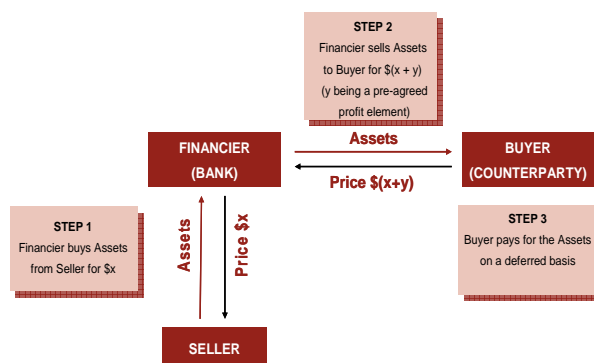 STEP 2
Financier sells Assets
to Buyer for $(x + y)
(y being a pre-agreed
profit element)
FINANCIER
(BANK)
Assets
Price $(x+y)
BUYER
(COUNTERPARTY)
STEP 1
Financier buys Assets
from Seller for $x
Assets
Price $x
STEP 3
Buyer pays for the Assets
on a deferred basis
SELLER